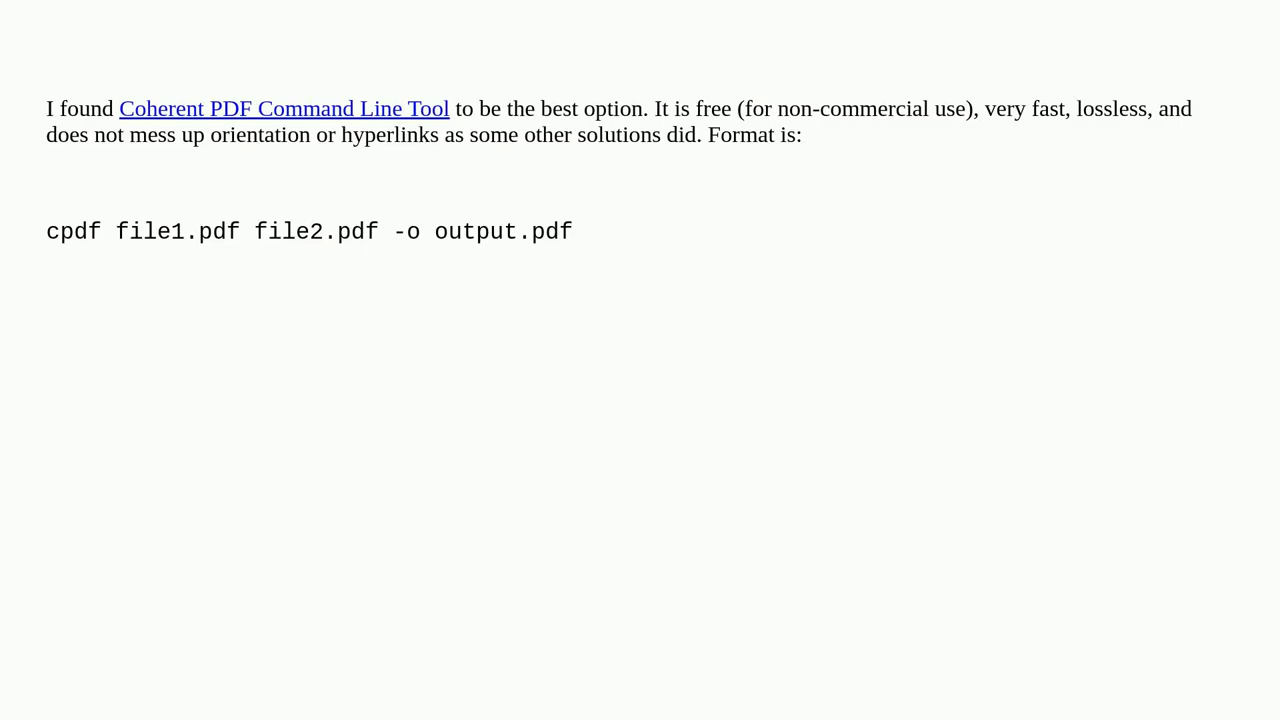 I found Coherent PDF Command Line Tool to be the best option. It is free (for non-commercial use), very fast, lossless, and
does not mess up orientation or hyperlinks as some other solutions did. Format is:
cpdf file1.pdf file2.pdf -o output.pdf